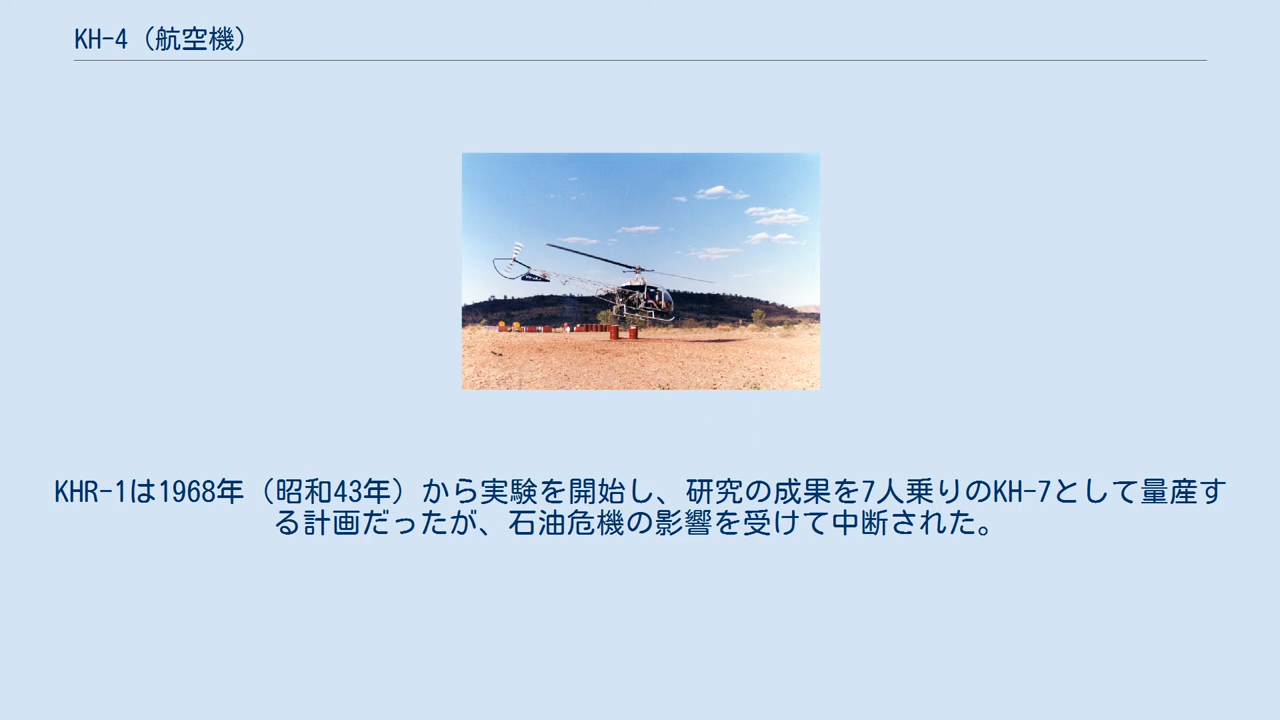 KH-4（航空機）
KHR-1は1968年（昭和43年）から実験を開始し、研究の成果を7人乗りのKH-7として量産す
る計画だったが、石油危機の影響を受けて中断された。